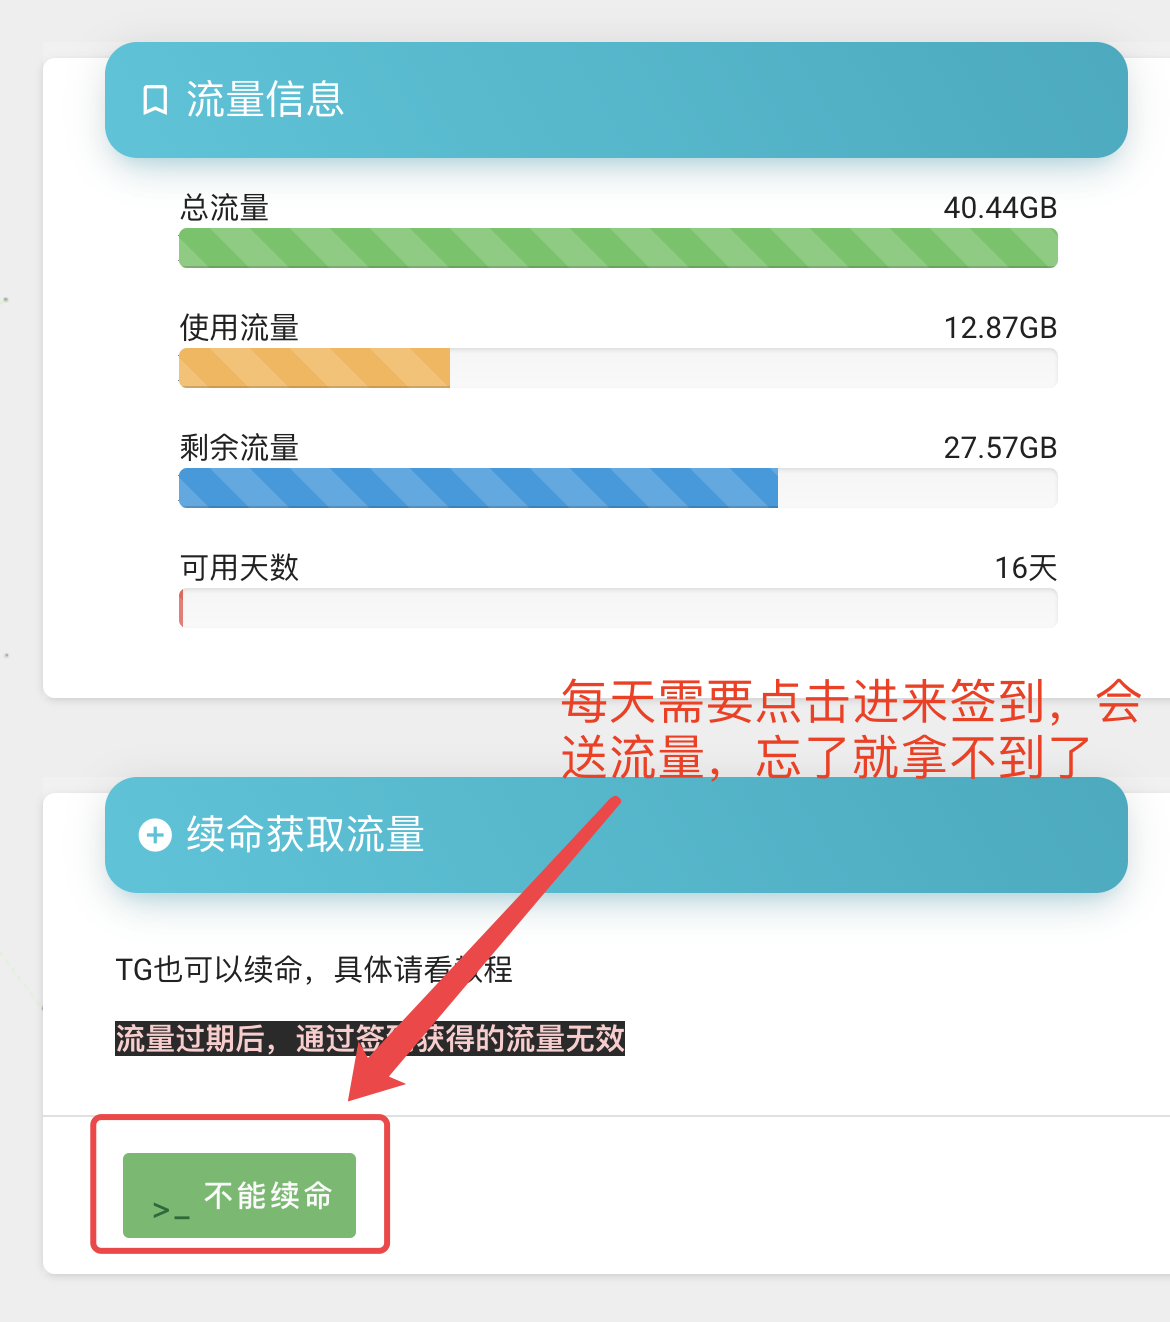 流量信息
总流量 40.44GB
使用流量 12.87GB
剩余流量 27.57GB
可用天数 16天
每天需要点击进来签到，会
送流量，忘了就拿不到了
续命获取流量
TG也可以续命，具体请看教程
流量过期后，通过签到获得的流量无效
>_ 不能续命